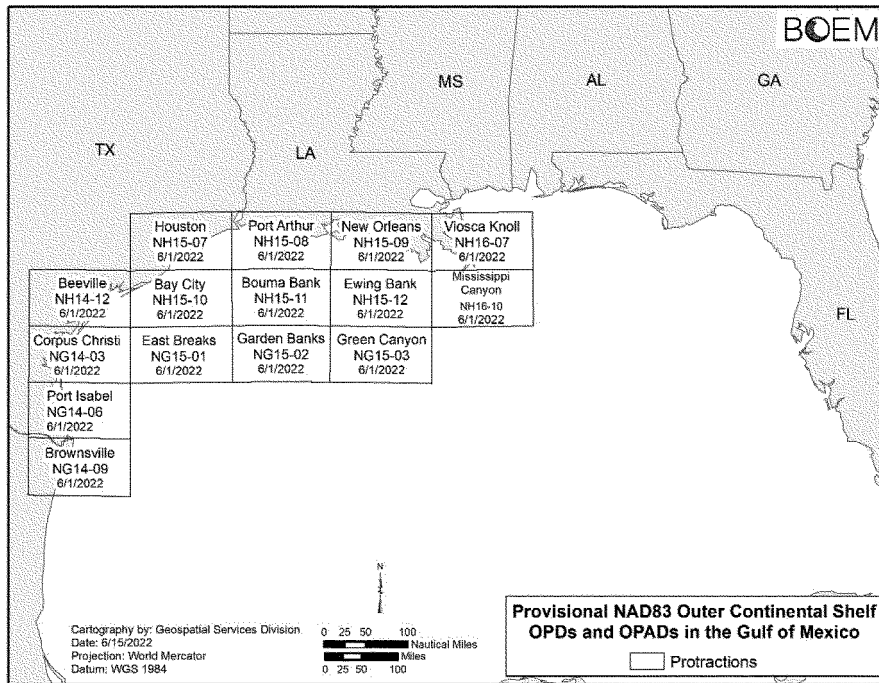 BOEM
MS
AL
GA
TX
LA
Houston
NH15-07
6/1/2022
Port Arthur
NH15-08
6/1/2022
New Orleans
NH15-09
6/1/2022
Viosca Knoll
NH16-07
6/1/2022
Beeville
NH14-12
6/1/2022
Bay City
NH15-10
6/1/2022
Bouma Bank
NH15-11
6/1/2022
Ewing Bank
NH15-12
6/1/2022
Mississippi
Canyon
NH16-10
6/1/2022
FL
Corpus Christi
NG14-03
6/1/2022
East Breaks
NG15-01
6/1/2022
Garden Banks
NG15-02
6/1/2022
Green Canyon
NG15-03
6/1/2022
Port Isabel
NG14-06
6/1/2022
Brownsville
NG14-09
6/1/2022
N
Cartography by: Geospatial Services Division
Date: 6/15/2022
Projection: World Mercator
Datum: WGS 1984
0 25 50 100
Nautical Miles
Miles
0 25 50 100
Provisional NAD83 Outer Continental Shelf
OPDs and OPADs in the Gulf of Mexico
Protractions